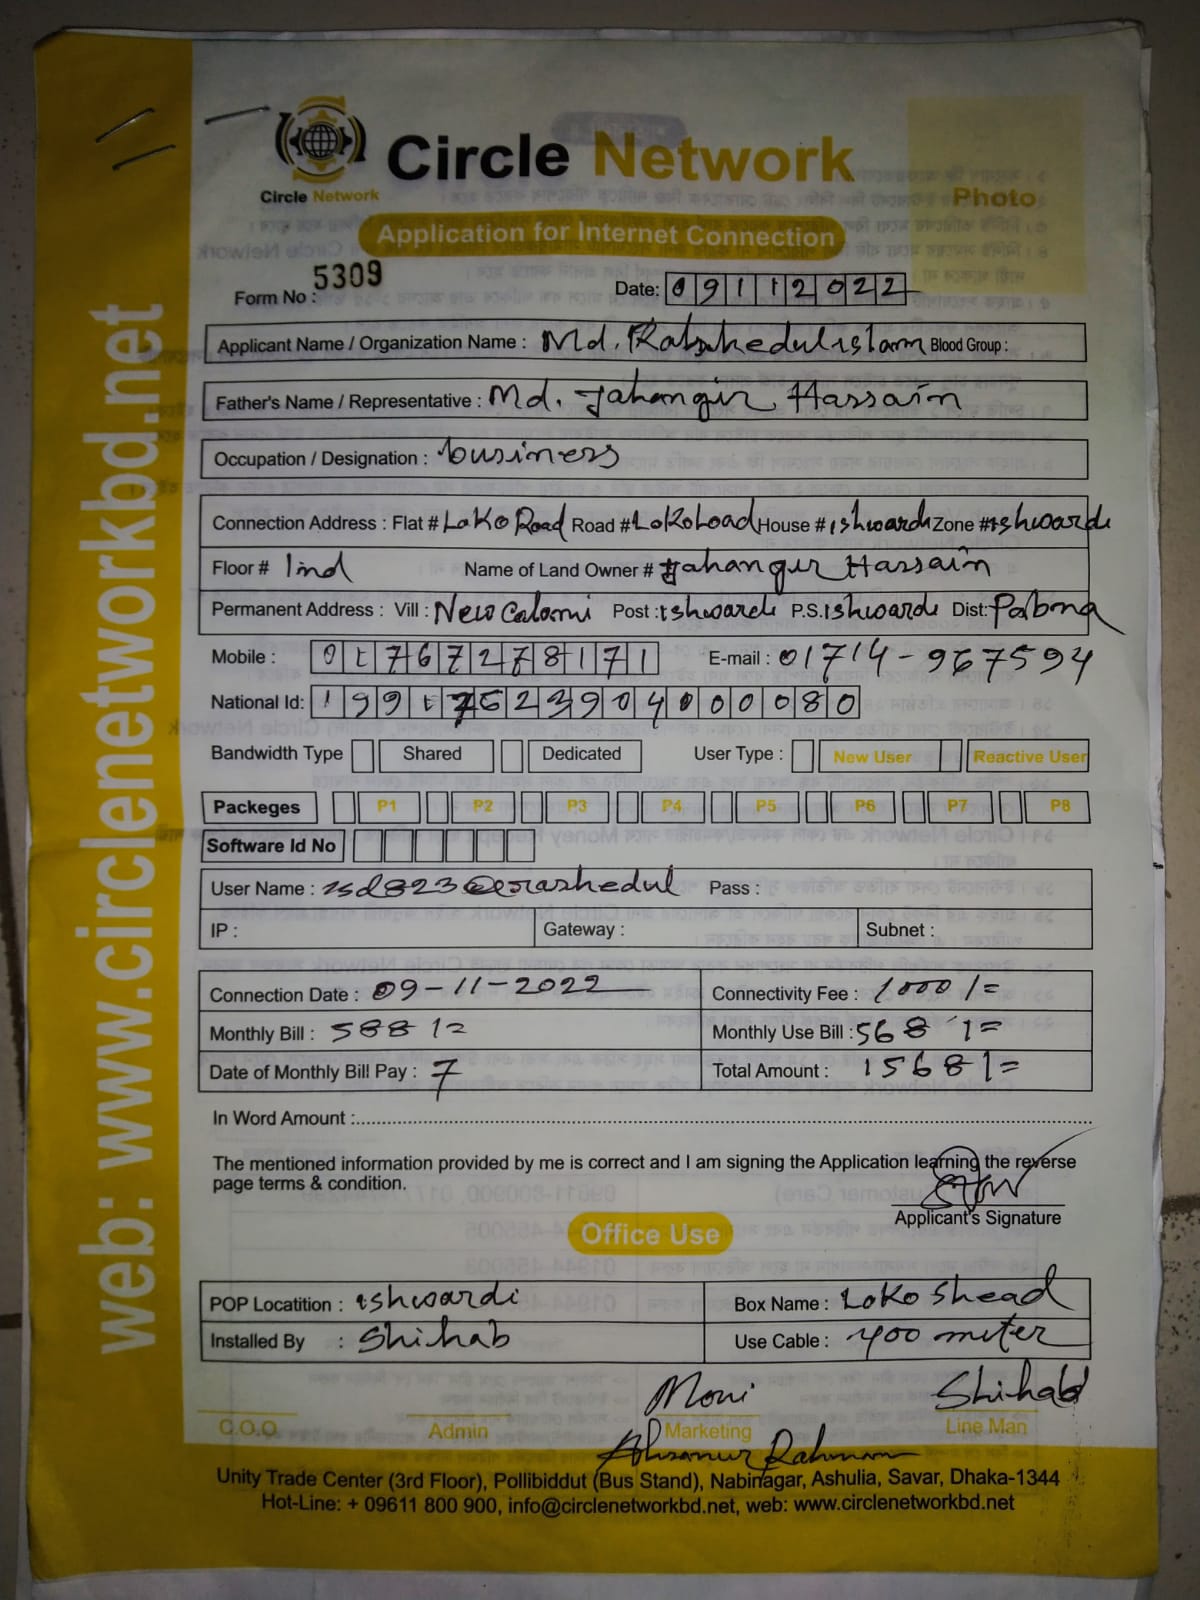 Circle Network
Circle Network
Photo
Application for Internet Connection
Form No : 5309 Date: 09112022
Applicant Name / Organization Name : Md. Blood Group :
Father's Name / Representative : Md. Jahangir Hassain
Occupation / Designation : business
Connection Address : Flat # Loko Road Road # Loko Load House # ishwardi Zone # ishwardi
Floor # 1ind Name of Land Owner # Jahangir Hassain
Permanent Address : Vill : New Post : ishwardi P.S. ishwardi Dist: Pabna
Mobile : 01767278171 E-mail : 01714-967594
National Id:
Bandwidth Type Shared Dedicated User Type : New User Reactive User
Packeges P1 P2 P3 P4 P5 P6 P7 P8
Software Id No
User Name : Pass :
IP : Gateway : Subnet :
Connection Date : 09-11-2022 Connectivity Fee : 1000/=
Monthly Bill : Monthly Use Bill : 568/=
Date of Monthly Bill Pay : 7 Total Amount : 1568/=
In Word Amount :
The mentioned information provided by me is correct and I am signing the Application learning the reverse
page terms & condition.
Applicant's Signature
Office Use
POP Locatition : ishwardi Box Name : Loko Shead
Installed By : Shihab Use Cable : 400 meter
Moni Shihab
C.O.O Admin Marketing Line Man
Ahsanur Rahman
Unity Trade Center (3rd Floor), Pollibiddut (Bus Stand), Nabinagar, Ashulia, Savar, Dhaka-1344
Hot-Line: + 09611 800 900, info@circlenetworkbd.net, web: www.circlenetworkbd.net
web: www.circlenetworkbd.net